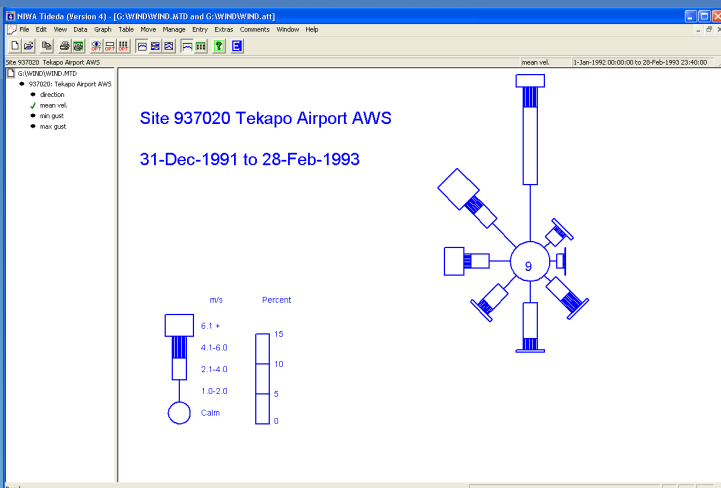 NIWA Tideda (Version 4) - [G:\WIND\WIND.MTD and G:\WIND\WIND.att]
File Edit View Data Graph Table Move Manage Entry Extras Comments Window Help
OPT OPT
Site 937020 Tekapo Airport AWS mean vel. 1-Jan-1992 00:00:00 to 28-Feb-1993 23:40:00
G:\WIND\WIND.MTD
937020: Tekapo Airport AWS
direction
mean vel.
min gust
max gust
Site 937020 Tekapo Airport AWS
31-Dec-1991 to 28-Feb-1993
9
m/s Percent
6.1 +
15
4.1-6.0
10
2.1-4.0
1.0-2.0
5
Calm
0